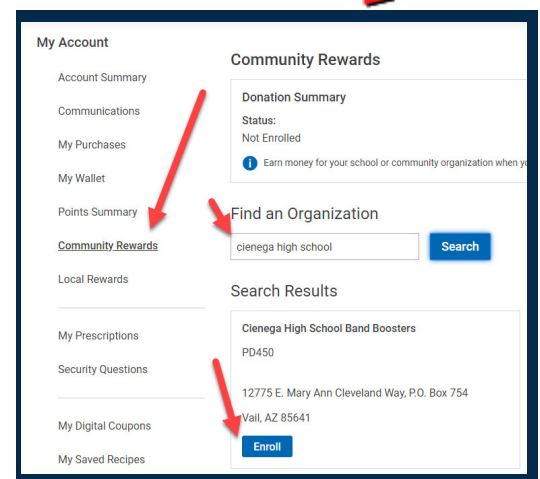 My Account
Account Summary
Communications
My Purchases
My Wallet
Points Summary
Community Rewards
Local Rewards
My Prescriptions
Security Questions
My Digital Coupons
My Saved Recipes
Community Rewards
Donation Summary
Status:
Not Enrolled
i Earn money for your school or community organization when yo
Find an Organization
cienega high school Search
Search Results
Cienega High School Band Boosters
PD450
12775 E. Mary Ann Cleveland Way, P.O. Box 754
Vail, AZ 85641
Enroll